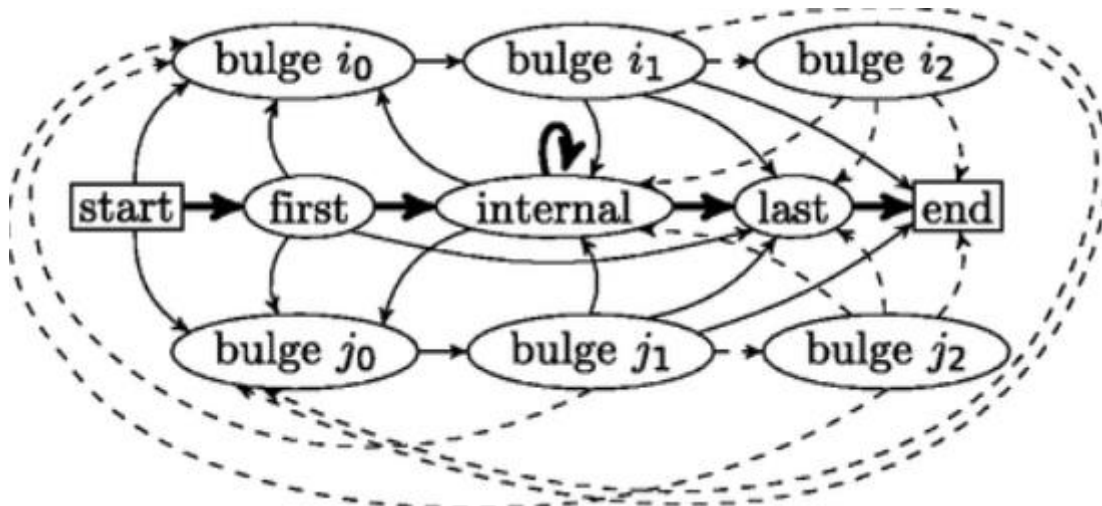 bulge i₀ bulge i₁ bulge i₂
start first internal last end
bulge j₀ bulge j₁ bulge j₂